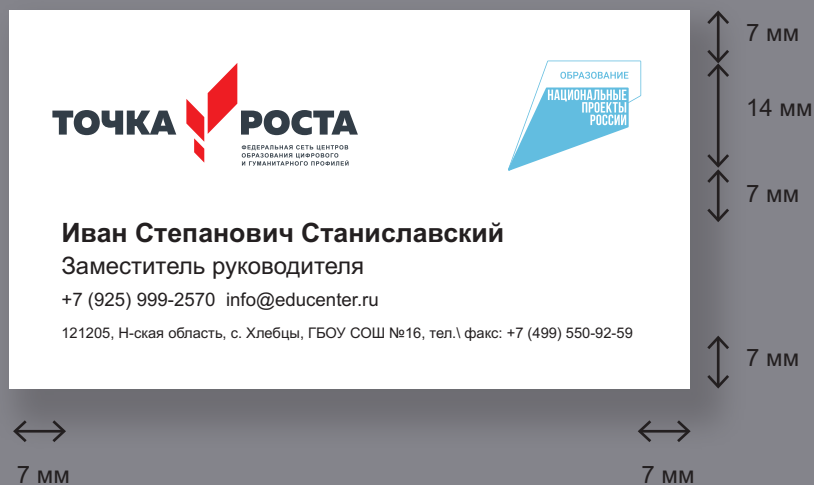 ТОЧКА РОСТА
ФЕДЕРАЛЬНАЯ СЕТЬ ЦЕНТРОВ
ОБРАЗОВАНИЯ ЦИФРОВОГО
И ГУМАНИТАРНОГО ПРОФИЛЕЙ
ОБРАЗОВАНИЕ
НАЦИОНАЛЬНЫЕ
ПРОЕКТЫ
РОССИИ
Иван Степанович Станиславский
Заместитель руководителя
+7 (925) 999-2570 info@educenter.ru
121205, Н-ская область, с. Хлебцы, ГБОУ СОШ №16, тел.\ факс: +7 (499) 550-92-59
7 мм
14 мм
7 мм
7 мм
7 мм
7 мм